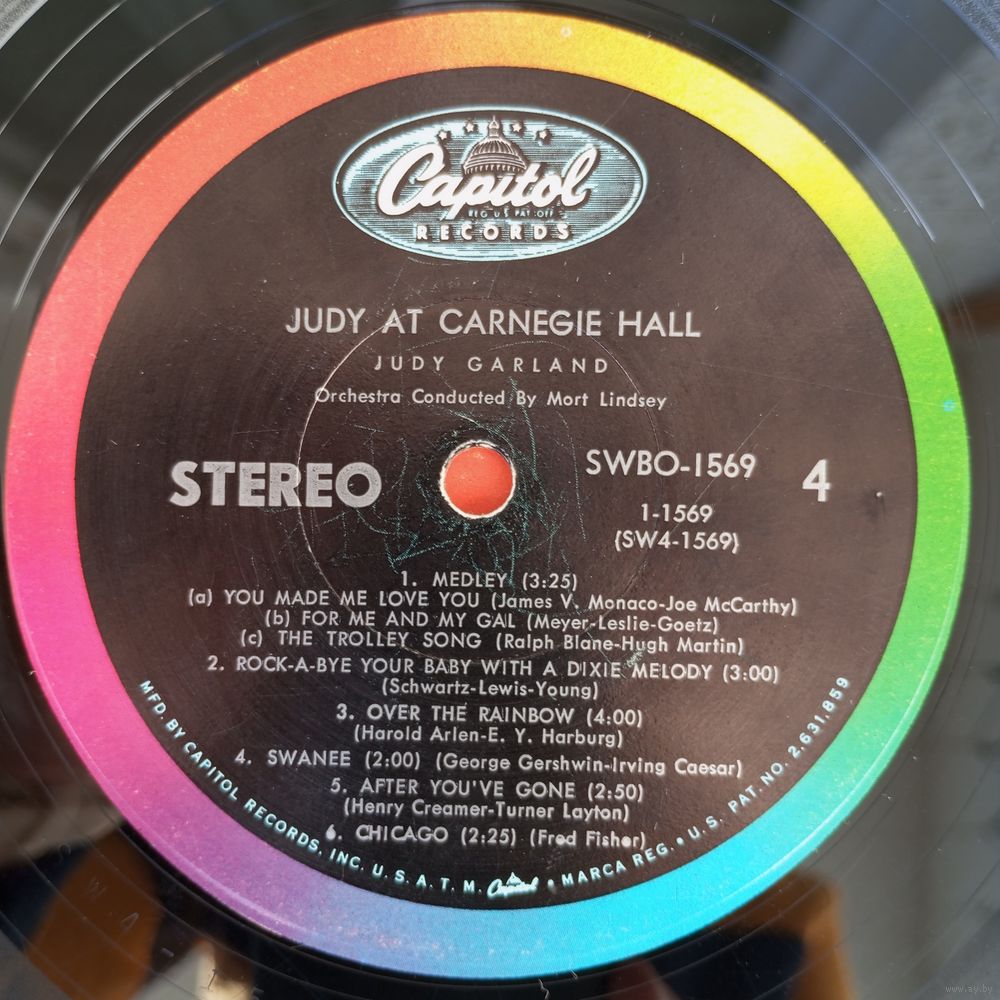 Capitol
REG. U.S. PAT. OFF.
RECORDS
JUDY AT CARNEGIE HALL
JUDY GARLAND
Orchestra Conducted By Mort Lindsey
STEREO
SWBO-1569
4
1-1569
(SW4-1569)
1. MEDLEY (3:25)
(a) YOU MADE ME LOVE YOU (James V. Monaco-Joe McCarthy)
(b) FOR ME AND MY GAL (Meyer-Leslie-Goetz)
(c) THE TROLLEY SONG (Ralph Blane-Hugh Martin)
2. ROCK-A-BYE YOUR BABY WITH A DIXIE MELODY (3:00)
(Schwartz-Lewis-Young)
3. OVER THE RAINBOW (4:00)
(Harold Arlen-E. Y. Harburg)
4. SWANEE (2:00) (George Gershwin-Irving Caesar)
5. AFTER YOU'VE GONE (2:50)
(Henry Creamer-Turner Layton)
6. CHICAGO (2:25) (Fred Fisher)
MFD. BY CAPITOL RECORDS, INC. U.S.A. T.M. Capitol • MARCA REG. • U.S. PAT. NO. 2,631,859
www.ay.by